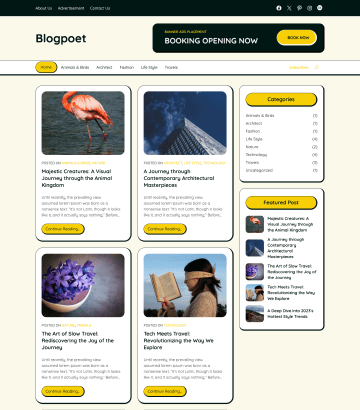 About Us Advertisement Contact Us
Blogpoet
BANNER ADS PLACEMENT
BOOKING OPENING NOW
BOOK NOW
Home Animals & Birds Architect Fashion Life Style Travels
Subscribe
POSTED IN ANIMALS & BIRDS, NATURE
Majestic Creatures: A Visual
Journey through the Animal
Kingdom
Until recently, the prevailing view
assumed lorem ipsum was born as a
nonsense text. "It's not Latin, though it looks
like it, and it actually says nothing," Before...
Continue Reading...
POSTED IN ARCHITECT, LIFE STYLE, TECHNOLOGY
A Journey through
Contemporary Architectural
Masterpieces
Until recently, the prevailing view
assumed lorem ipsum was born as a
nonsense text. "It's not Latin, though it looks
like it, and it actually says nothing," Before...
Continue Reading...
Categories
Animals & Birds (1)
Architect (1)
Fashion (1)
Life Style (4)
Nature (2)
Technology (4)
Travels (3)
Uncategorized (1)
Featured Post
Majestic Creatures: A
Visual Journey through
the Animal Kingdom
A Journey through
Contemporary
Architectural
Masterpieces
The Art of Slow Travel:
Rediscovering the Joy of
the Journey
Tech Meets Travel:
Revolutionizing the Way
We Explore
A Deep Dive into 2023's
Hottest Style Trends
POSTED IN
The Art of Slow Travel:
Rediscovering the Joy of the
Journey
Until recently, the prevailing view
assumed lorem ipsum was born as a
nonsense text. "It's not Latin, though it looks
like it, and it actually says nothing," Before...
Continue Reading...
POSTED IN TECHNOLOGY
Tech Meets Travel:
Revolutionizing the Way We
Explore
Until recently, the prevailing view
assumed lorem ipsum was born as a
nonsense text. "It's not Latin, though it looks
like it, and it actually says nothing," Before...
Continue Reading...